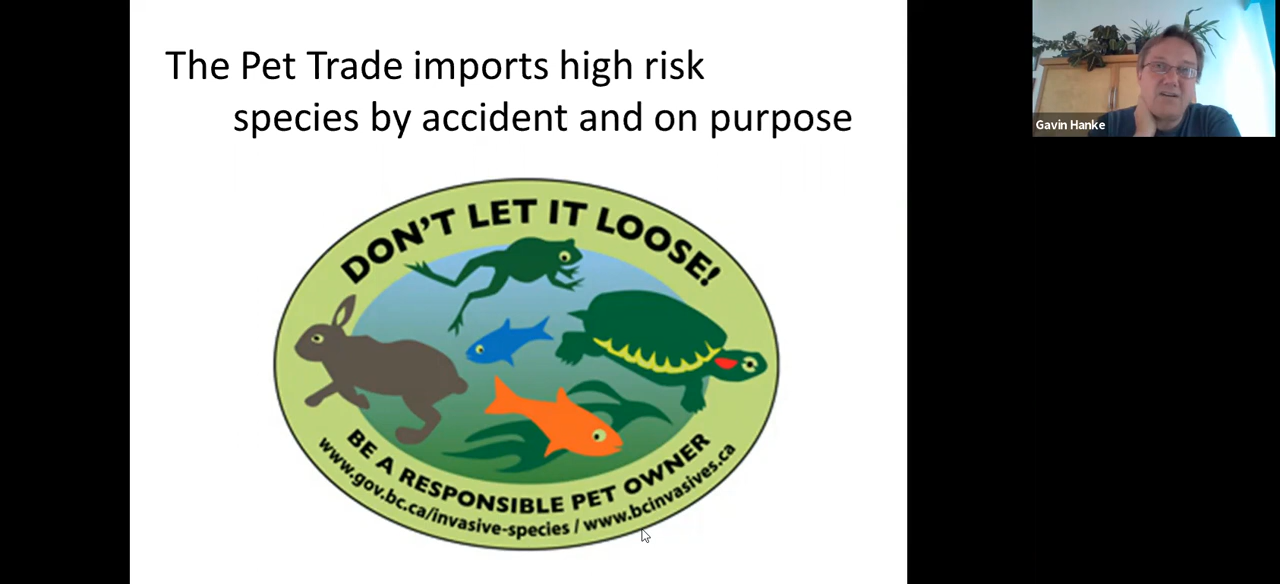 The Pet Trade imports high risk
species by accident and on purpose
DON'T LET IT LOOSE!
BE A RESPONSIBLE PET OWNER
www.gov.bc.ca/invasive-species / www.bcinvasives.ca
Gavin Hanke